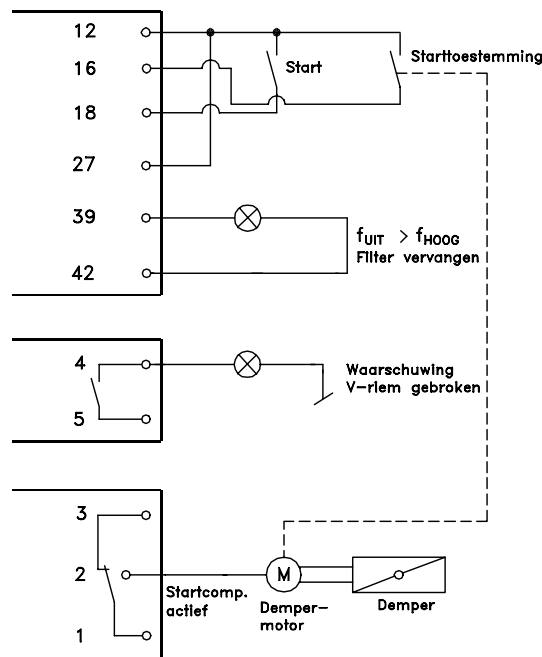 12
16
Start
Starttoestemming
18
27
39
42
fUIT > fHOOG
Filter vervangen
4
5
Waarschuwing
V-riem gebroken
3
2
1
M
Startcomp.
actief
Demper-
motor
Demper